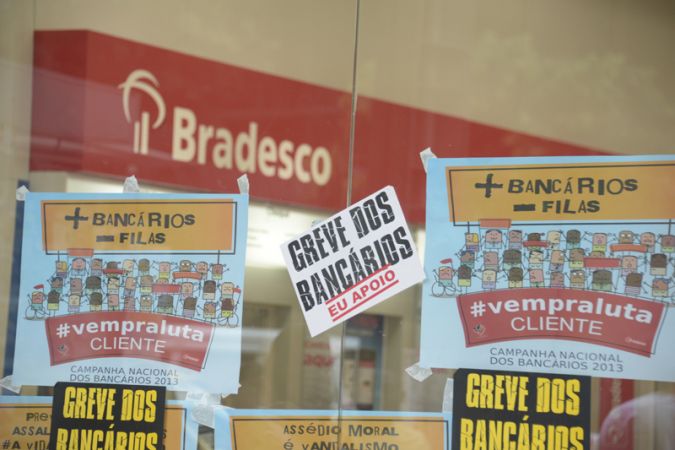 Bradesco
+ BANCÁRIOS
= FILAS
#vempraluta
CLIENTE
CAMPANHA NACIONAL
DOS BANCÁRIOS 2013
GREVE DOS
BANCÁRIOS
EU APOIO
+ BANCÁRIOS
= FILAS
#vempraluta
CLIENTE
CAMPANHA NACIONAL
DOS BANCÁRIOS 2013
GREVE DOS
BANCÁRIOS
ASSÉDIO MORAL
É VANDALISMO
GREVE DOS
BANCÁRIOS